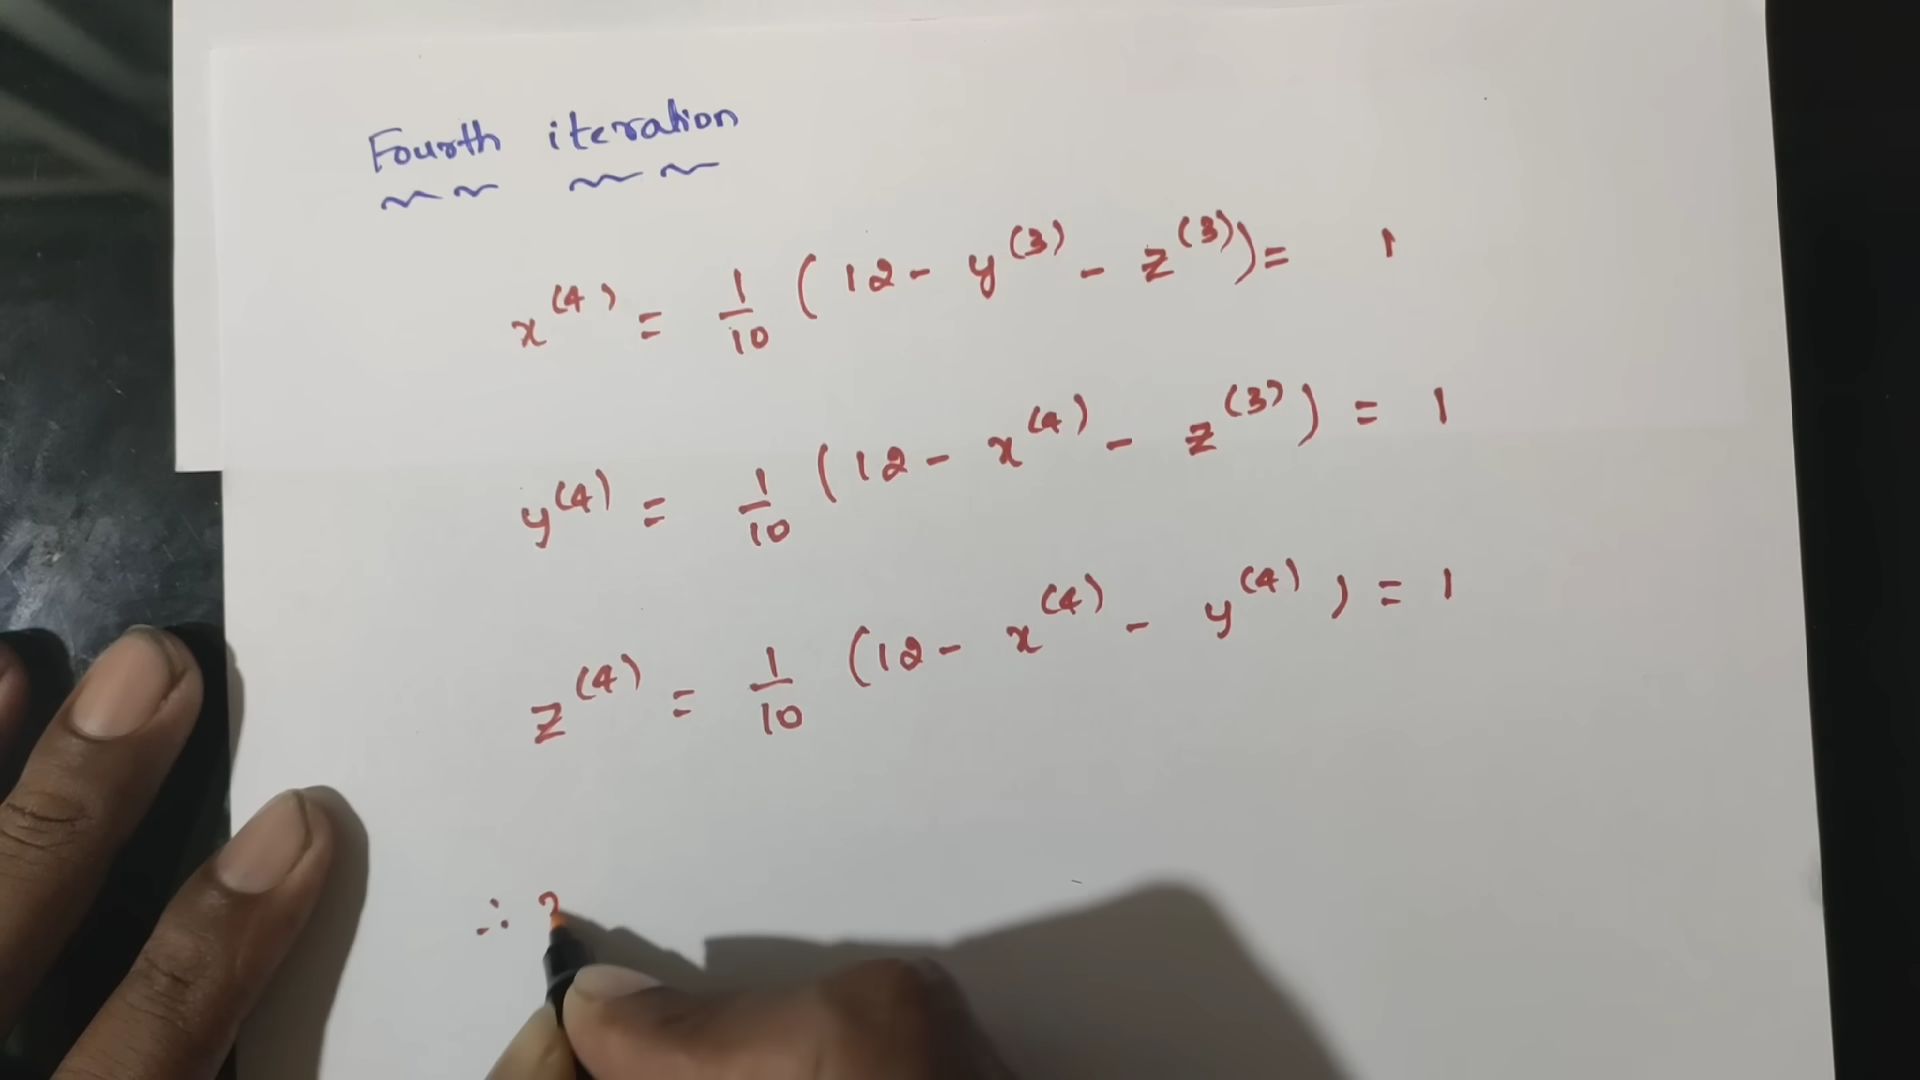 Fourth iteration
x^(4) = 1/10 (12 - y^(3) - z^(3)) = 1
y^(4) = 1/10 (12 - x^(4) - z^(3)) = 1
z^(4) = 1/10 (12 - x^(4) - y^(4)) = 1
∴